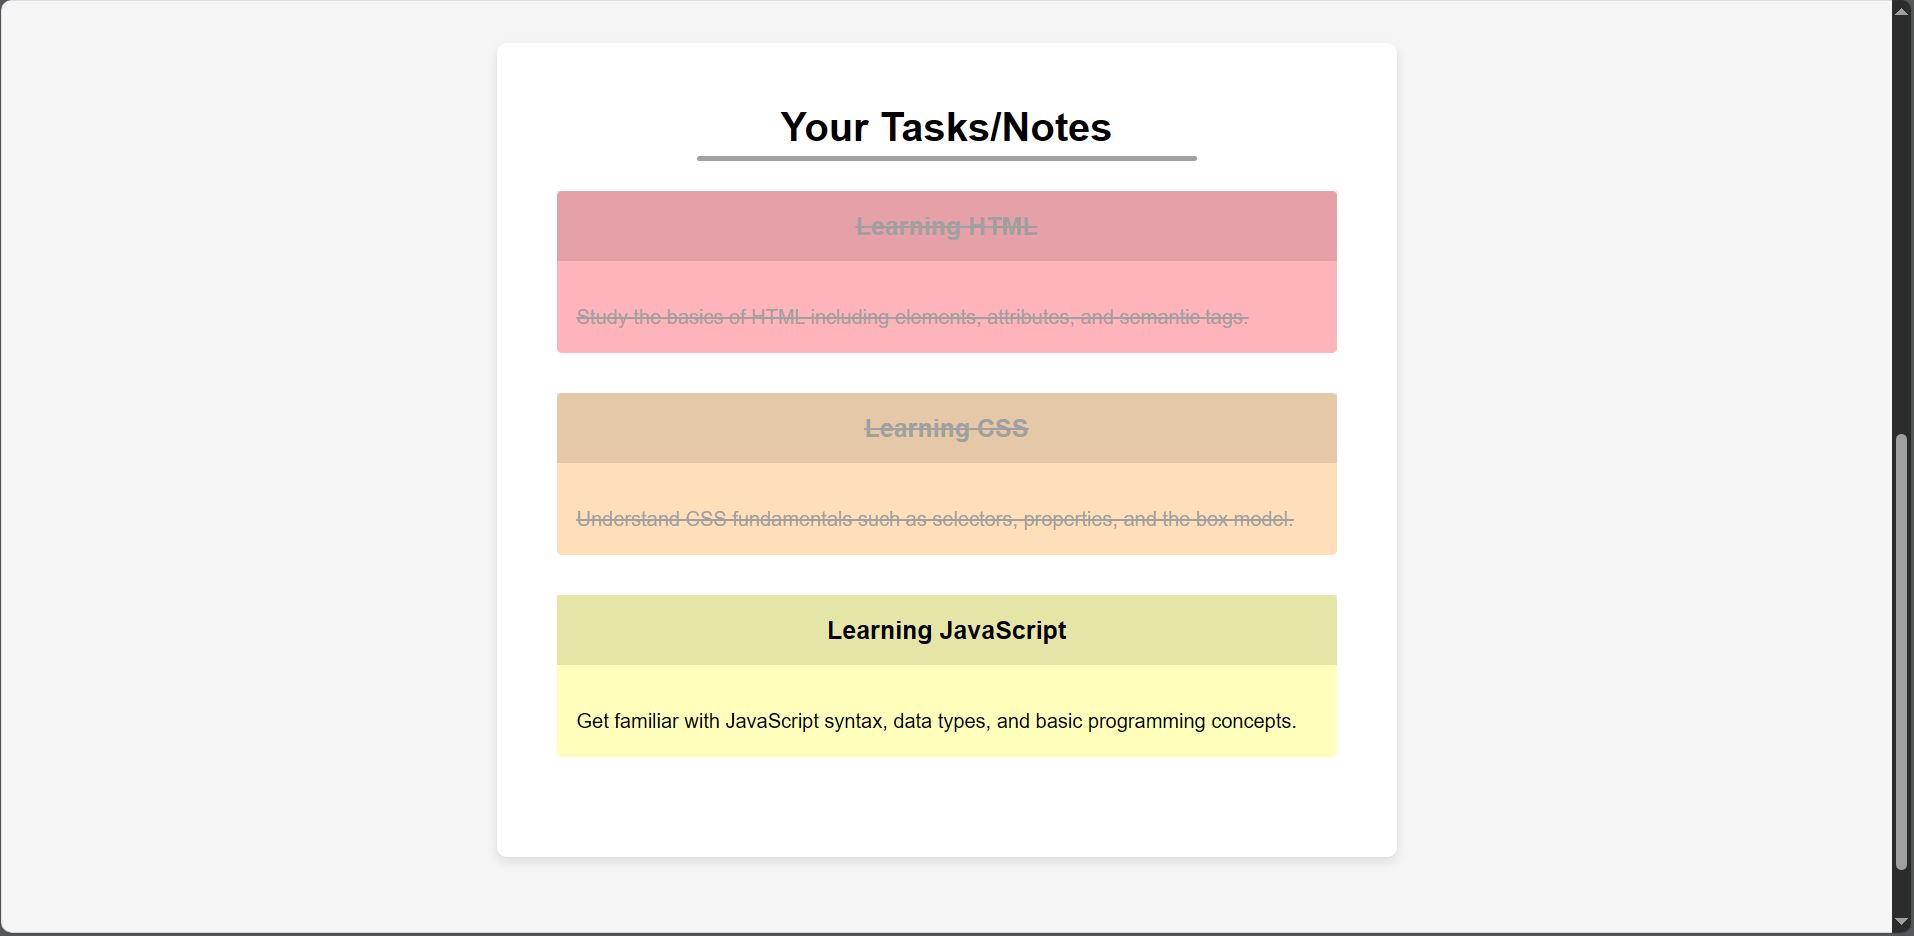 Your Tasks/Notes
Learning HTML
Study the basics of HTML including elements, attributes, and semantic tags.
Learning CSS
Understand CSS fundamentals such as selectors, properties, and the box model.
Learning JavaScript
Get familiar with JavaScript syntax, data types, and basic programming concepts.